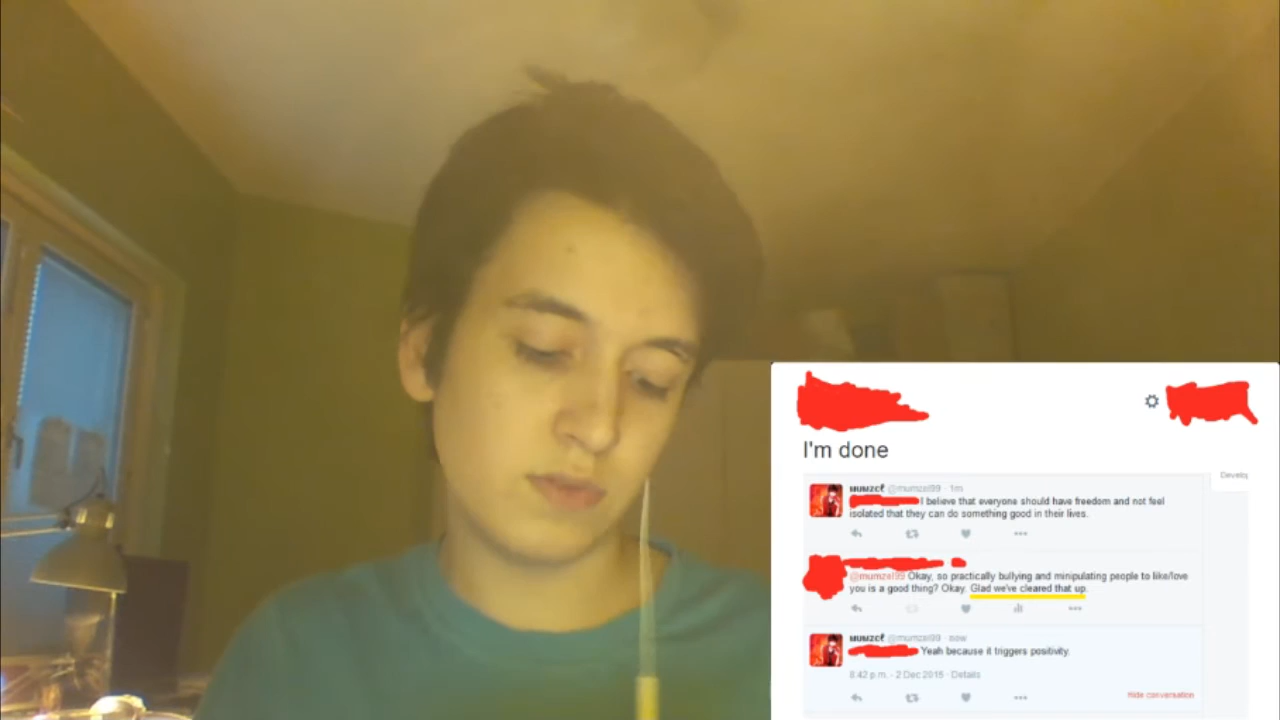 I'm done
Develop
мuмzєℓ @mumzel99 · 1m
I believe that everyone should have freedom and not feel
isolated that they can do something good in their lives.
@mumzel99 Okay, so practically bullying and minipulating people to like/love
you is a good thing? Okay. Glad we've cleared that up.
мuмzєℓ @mumzel99 · now
Yeah because it triggers positivity.
8:42 p.m. - 2 Dec 2015 · Details
Hide conversation